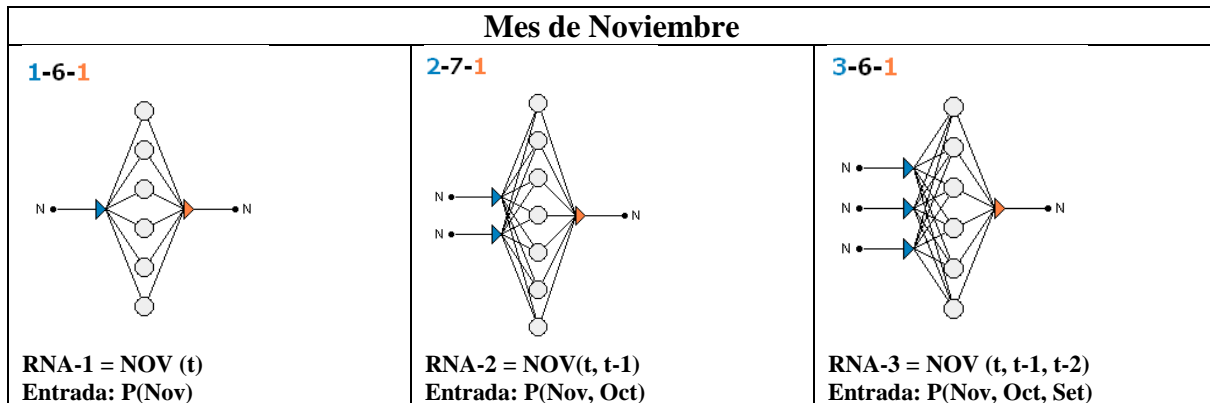 Mes de Noviembre
1-6-1
N
N
RNA-1 = NOV (t)
Entrada: P(Nov)
2-7-1
N
N
N
RNA-2 = NOV(t, t-1)
Entrada: P(Nov, Oct)
3-6-1
N
N
N
N
RNA-3 = NOV (t, t-1, t-2)
Entrada: P(Nov, Oct, Set)